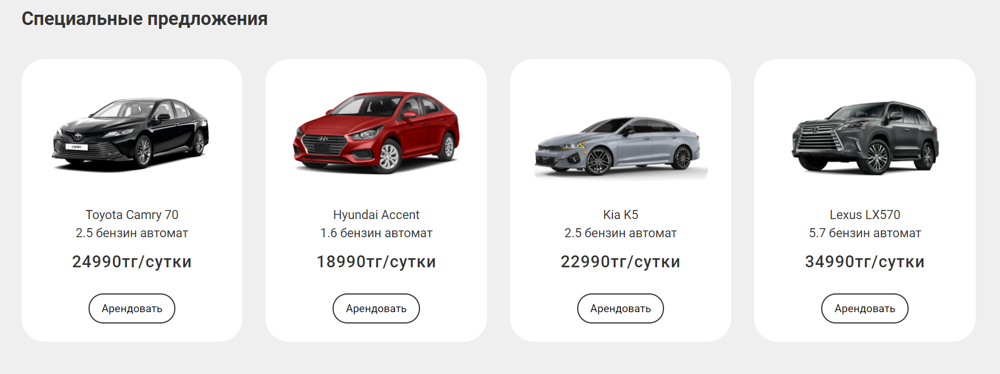 Специальные предложения
CAMRY
Toyota Camry 70
2.5 бензин автомат
24990тг/сутки
Арендовать
Hyundai Accent
1.6 бензин автомат
18990тг/сутки
Арендовать
Kia K5
2.5 бензин автомат
22990тг/сутки
Арендовать
Lexus LX570
5.7 бензин автомат
34990тг/сутки
Арендовать